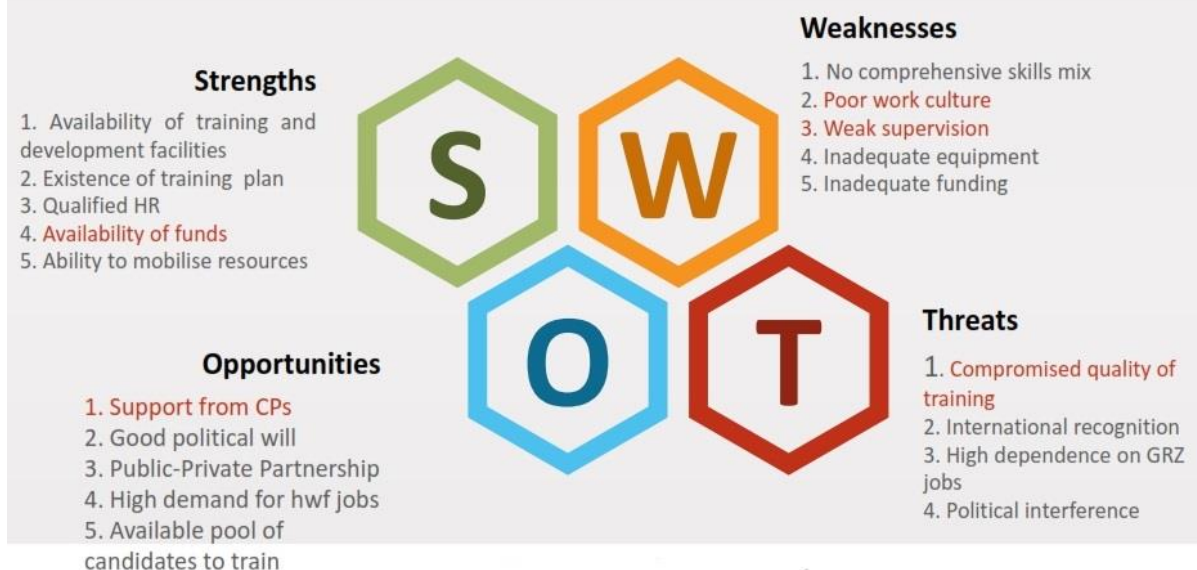 Strengths
1. Availability of training and
development facilities
2. Existence of training plan
3. Qualified HR
4. Availability of funds
5. Ability to mobilise resources
S
W
Weaknesses
1. No comprehensive skills mix
2. Poor work culture
3. Weak supervision
4. Inadequate equipment
5. Inadequate funding
Opportunities
1. Support from CPs
2. Good political will
3. Public-Private Partnership
4. High demand for hwf jobs
5. Available pool of
candidates to train
O
T
Threats
1. Compromised quality of
training
2. International recognition
3. High dependence on GRZ
jobs
4. Political interference